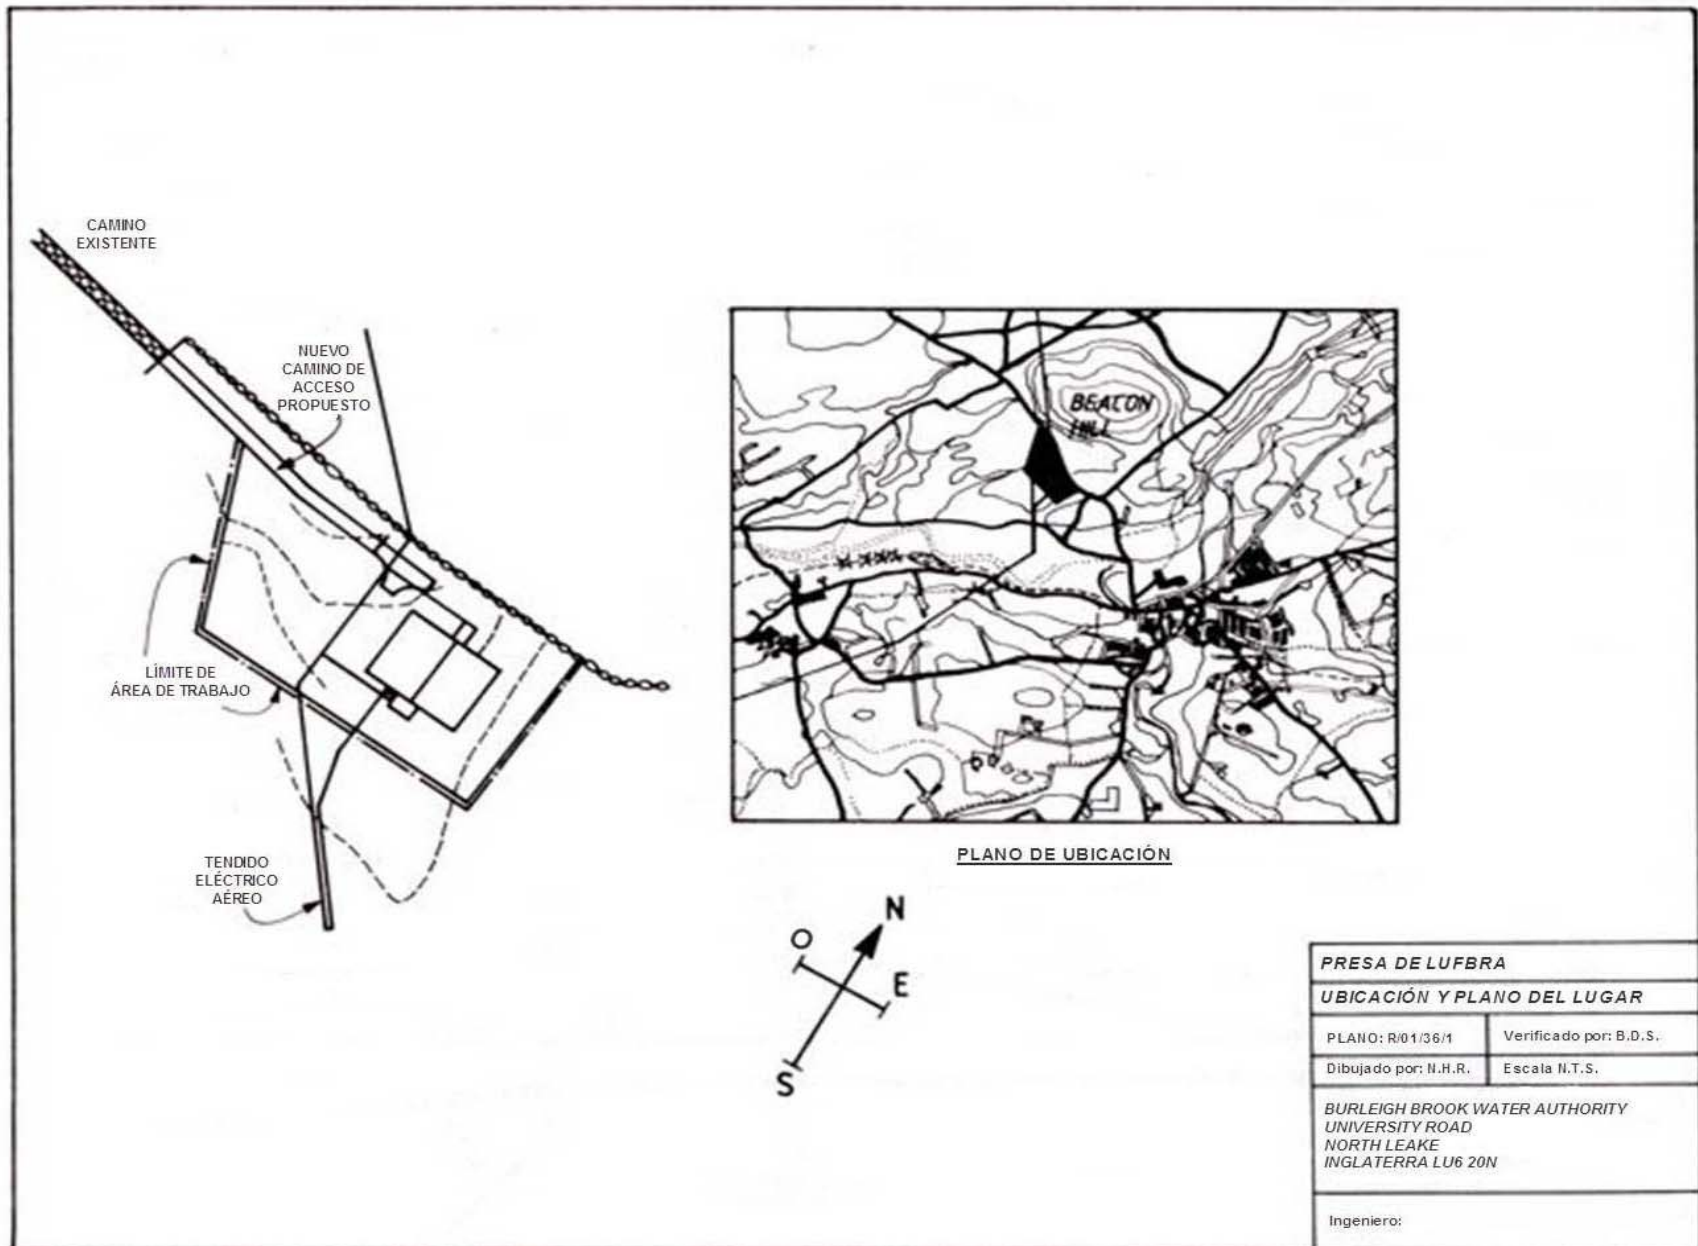 CAMINO
EXISTENTE
NUEVO
CAMINO DE
ACCESO
PROPUESTO
LÍMITE DE
ÁREA DE TRABAJO
TENDIDO
ELÉCTRICO
AÉREO
BEACON
HILL
PLANO DE UBICACIÓN
N
O
E
S
PRESA DE LUFBRA
UBICACIÓN Y PLANO DEL LUGAR
PLANO: R/01/36/1
Verificado por: B.D.S.
Dibujado por: N.H.R.
Escala N.T.S.
BURLEIGH BROOK WATER AUTHORITY
UNIVERSITY ROAD
NORTH LEAKE
INGLATERRA LU6 20N
Ingeniero: